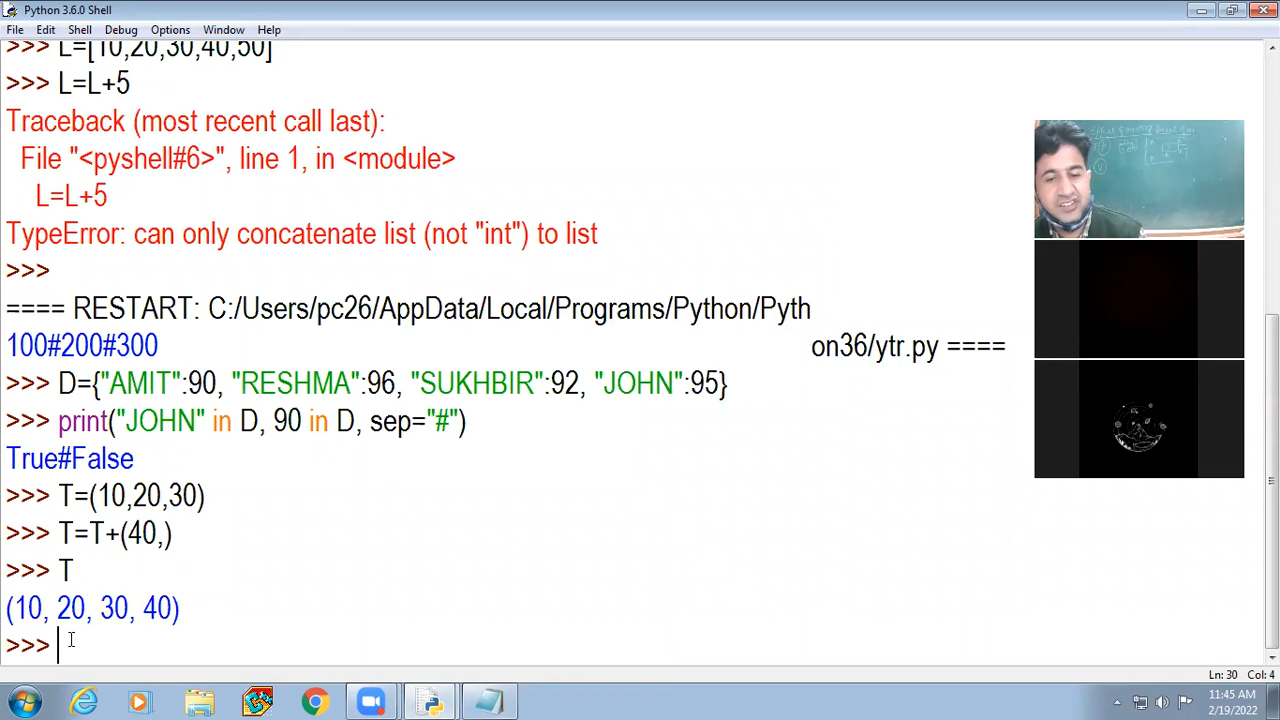 Python 3.6.0 Shell
File Edit Shell Debug Options Window Help
>>> L=[10,20,30,40,50]
>>> L=L+5
Traceback (most recent call last):
File "<pyshell#6>", line 1, in <module>
L=L+5
TypeError: can only concatenate list (not "int") to list
>>>
==== RESTART: C:/Users/pc26/AppData/Local/Programs/Python/Pyth
on36/ytr.py ====
100#200#300
>>> D={"AMIT":90, "RESHMA":96, "SUKHBIR":92, "JOHN":95}
>>> print("JOHN" in D, 90 in D, sep="#")
True#False
>>> T=(10,20,30)
>>> T=T+(40,)
>>> T
(10, 20, 30, 40)
>>>
Ln: 30 Col: 4
11:45 AM
2/19/2022